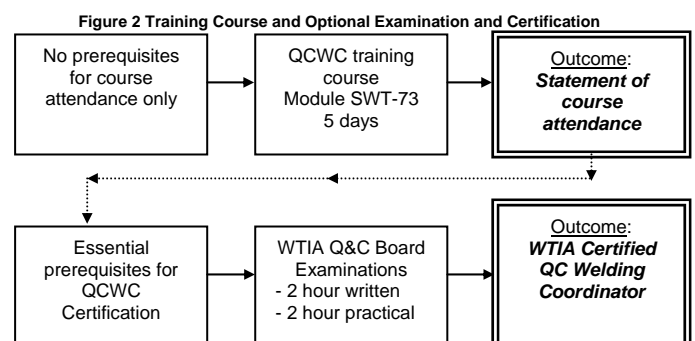 Figure 2 Training Course and Optional Examination and Certification
No prerequisites
for course
attendance only
QCWC training
course
Module SWT-73
5 days
Outcome:
Statement of
course
attendance
Essential
prerequisites for
QCWC
Certification
WTIA Q&C Board
Examinations
- 2 hour written
- 2 hour practical
Outcome:
WTIA Certified
QC Welding
Coordinator